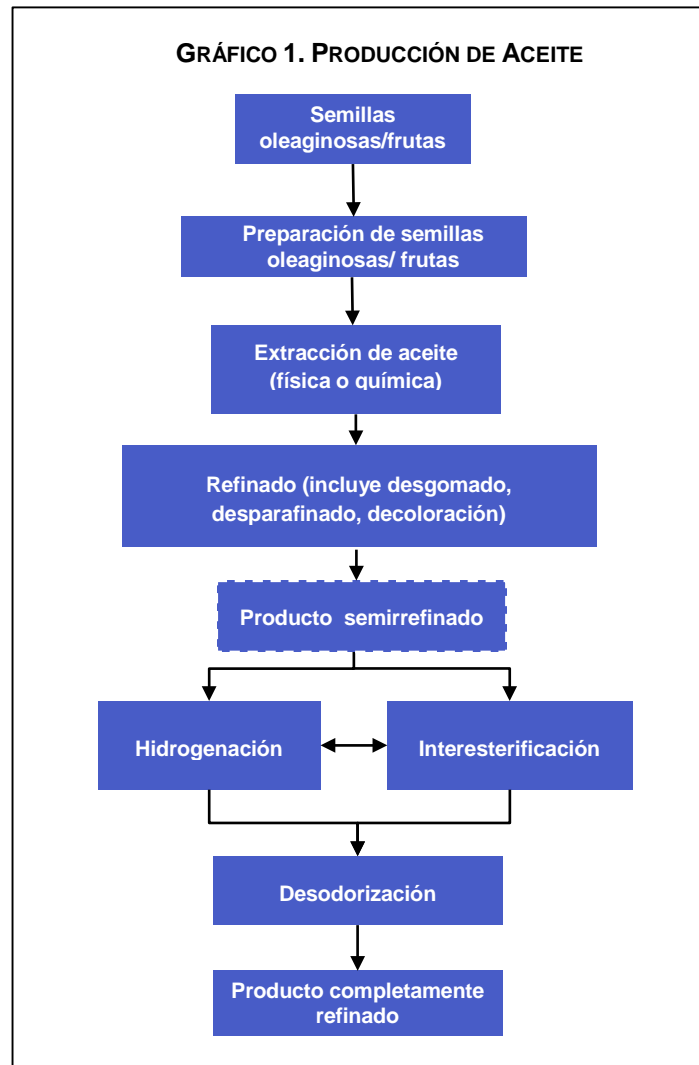 GRÁFICO 1. PRODUCCIÓN DE ACEITE
Semillas
oleaginosas/frutas
Preparación de semillas
oleaginosas/ frutas
Extracción de aceite
(física o química)
Refinado (incluye desgomado,
desparafinado, decoloración)
Producto semirrefinado
Hidrogenación
Interesterificación
Desodorización
Producto completamente
refinado